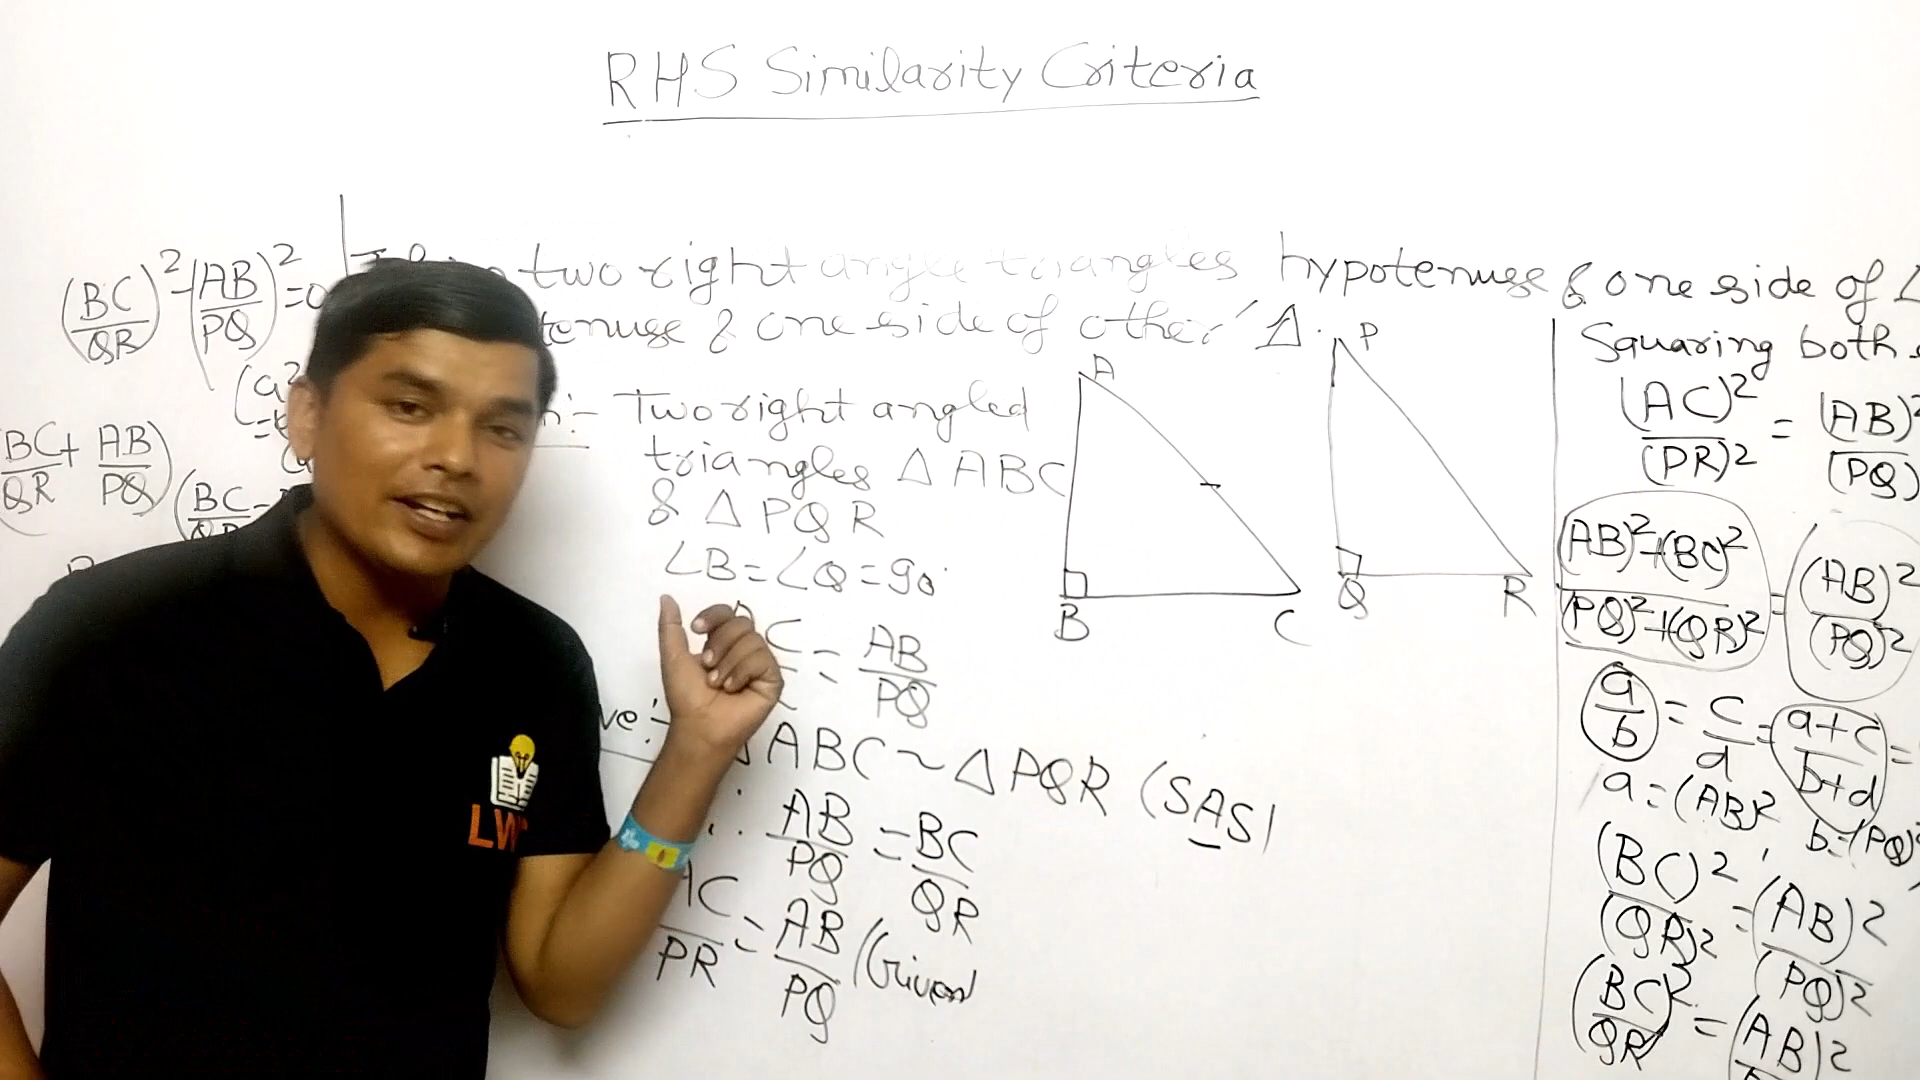 RHS Similarity Criteria
two right angle triangles hypotenuse & one side of
tenuse & one side of other Δ.
(BC/QR)² - (AB/PQ)² = 0
(a²
BC/QR + AB/PQ)
(BC -
n:- Two right angled
triangles Δ ABC
& Δ PQR
∠B = ∠Q = 90°
C = AB/PQ
ve:-
ABC ~ Δ PQR (SAS)
∴ AB/PQ = BC/QR
AC/PR = AB/PQ (Given
A
B
C
P
Q
R
Squaring both
(AC)²/(PR)² = (AB)²/(PQ)
(AB)²+(BC)²/(PQ)²+(QR)² = (AB)²/(PQ)²
a/b = c/d = a+c/b+d =
a = (AB)², b = (PQ)²
(BC)²/(QR)² = (AB)²/(PQ)²
(BC/QR)² = (AB)²
LW